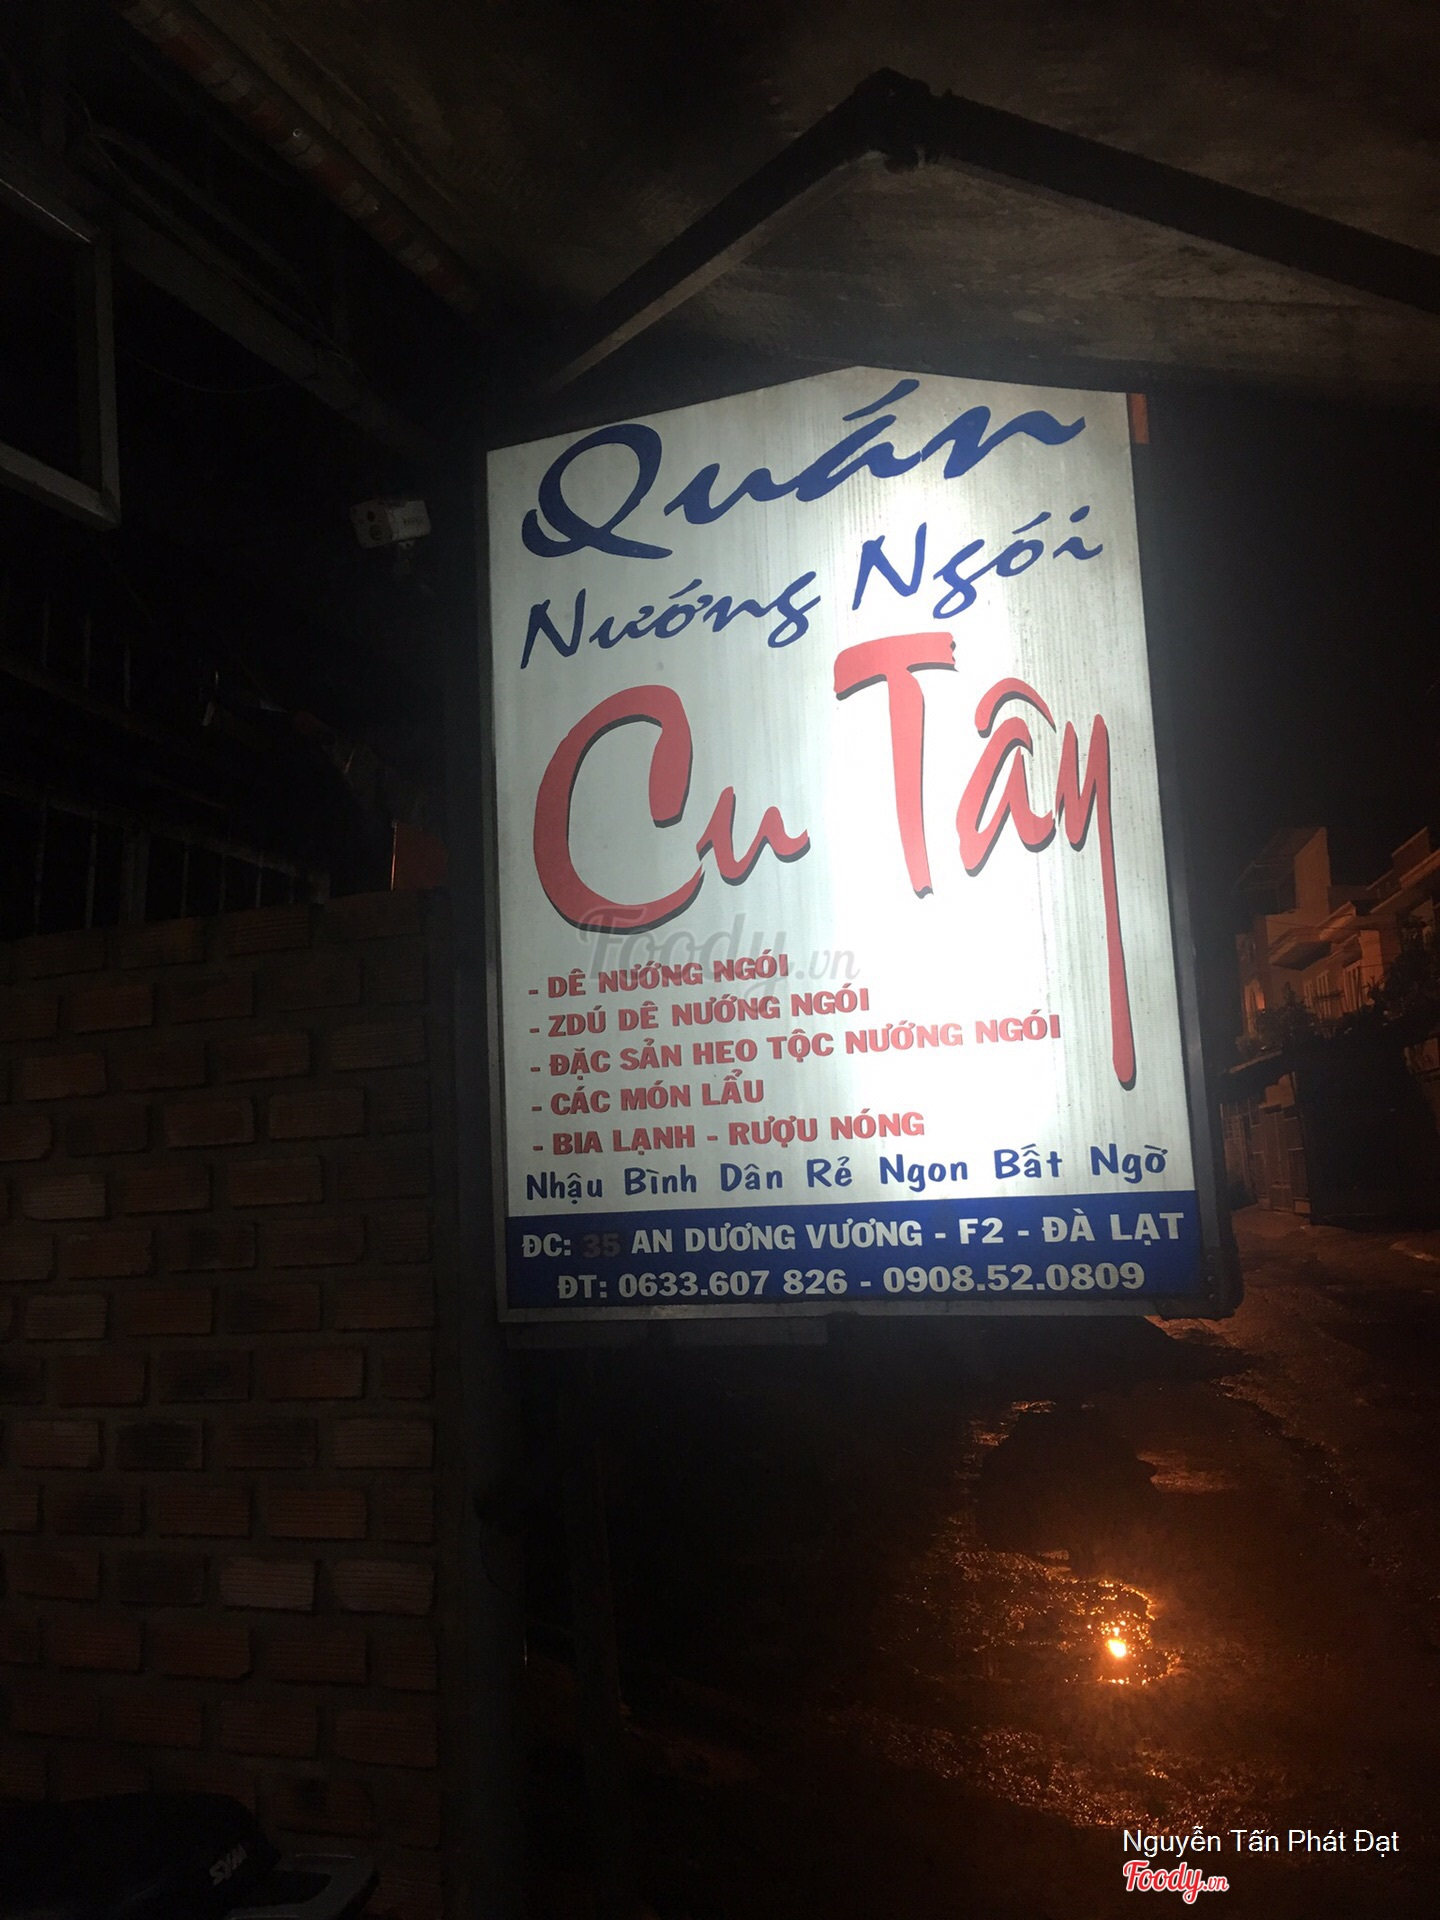 Quán
Nướng Ngói
Cu Tây
- DÊ NƯỚNG NGÓI
- ZDÚ DÊ NƯỚNG NGÓI
- ĐẶC SẢN HEO TỘC NƯỚNG NGÓI
- CÁC MÓN LẨU
- BIA LẠNH - RƯỢU NÓNG
Nhậu Bình Dân Rẻ Ngon Bất Ngờ
ĐC: 35 AN DƯƠNG VƯƠNG - F2 - ĐÀ LẠT
ĐT: 0633.607 826 - 0908.52.0809
Foody.vn
Nguyễn Tấn Phát Đạt
Foody.vn